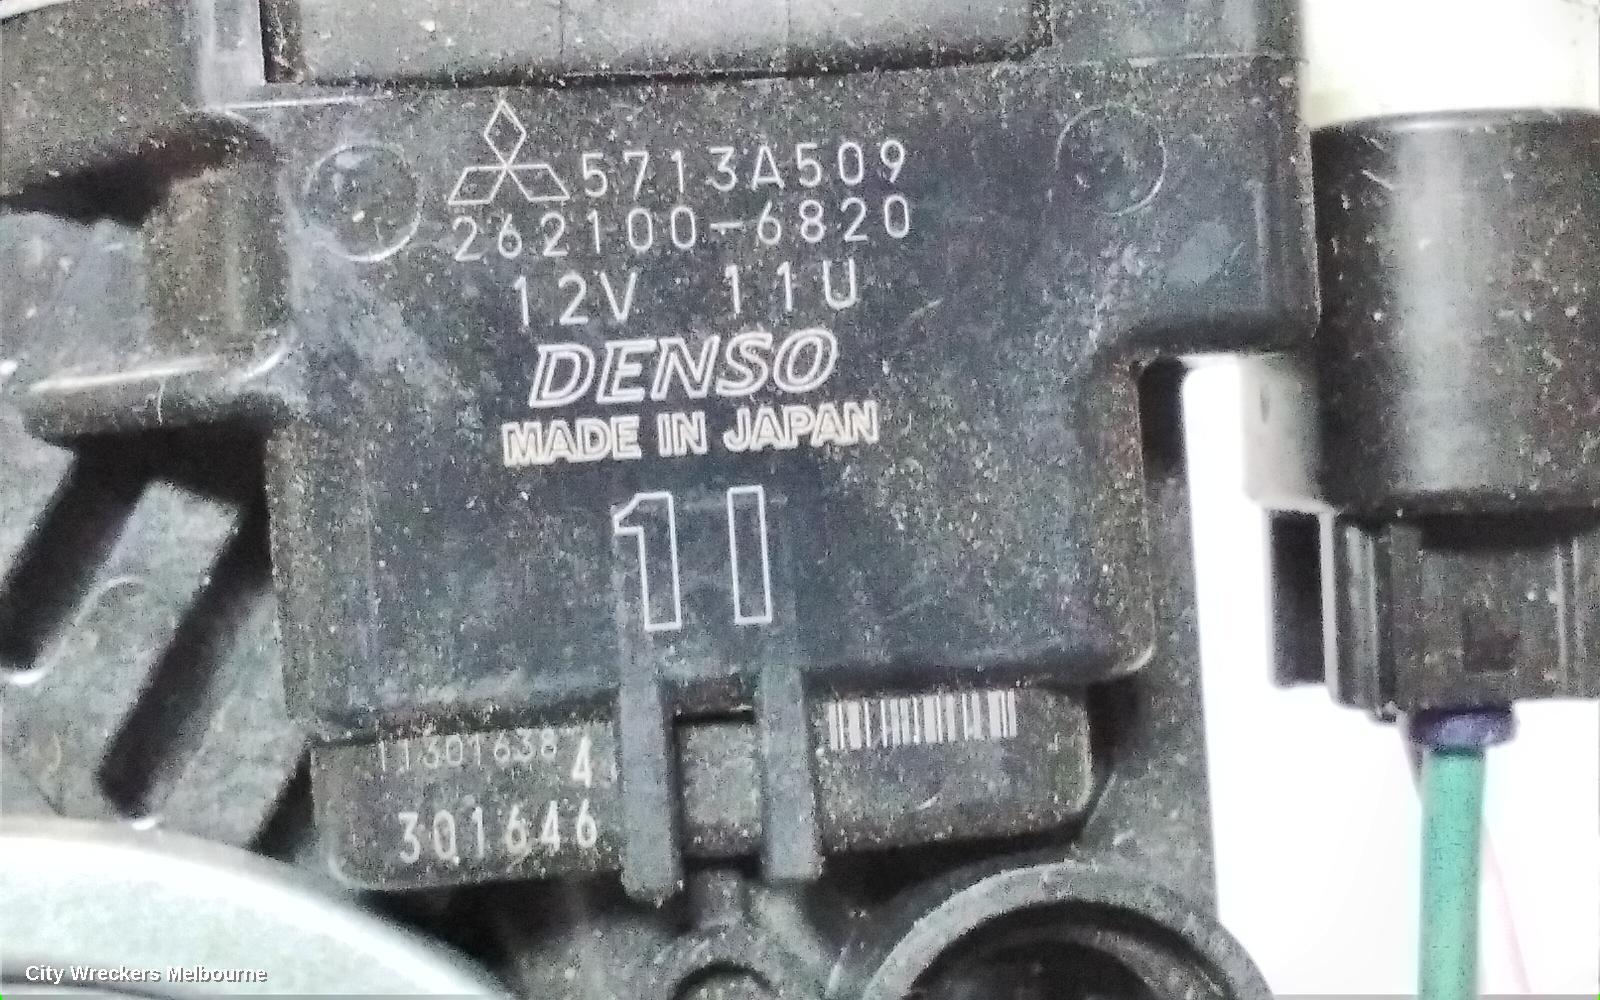 5713A509
262100-6820
12V 11U
DENSO
MADE IN JAPAN
11
11301638
4
301646
City Wreckers Melbourne